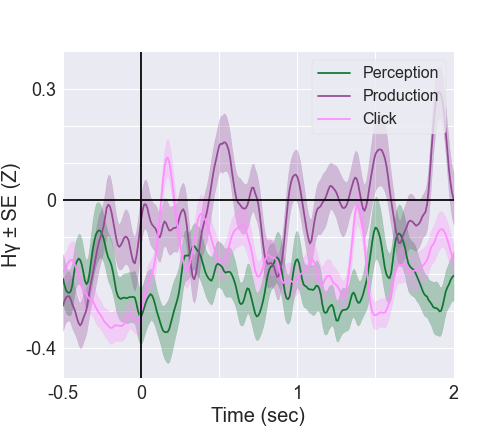 Perception
Production
Click
0.3
0
-0.4
Hγ ± SE (Z)
-0.5
0
1
2
Time (sec)